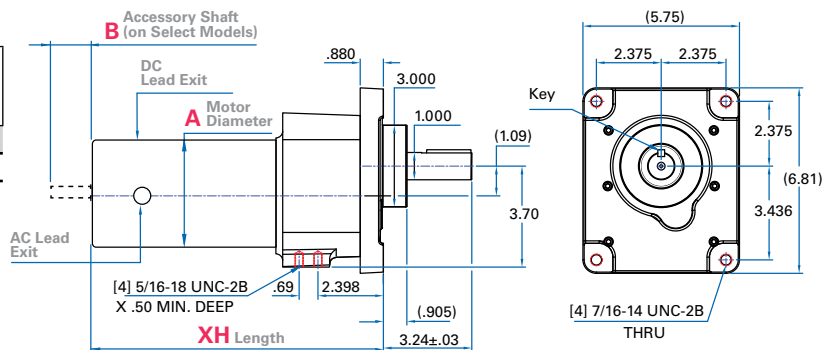 B Accessory Shaft
(on Select Models)
DC
Lead Exit
A Motor
Diameter
AC Lead
Exit
[4] 5/16-18 UNC-2B
X .50 MIN. DEEP
XH Length
.880
3.000
1.000
(1.09)
3.70
.69
2.398
(.905)
3.24±.03
(5.75)
2.375
2.375
Key
2.375
(6.81)
3.436
[4] 7/16-14 UNC-2B
THRU